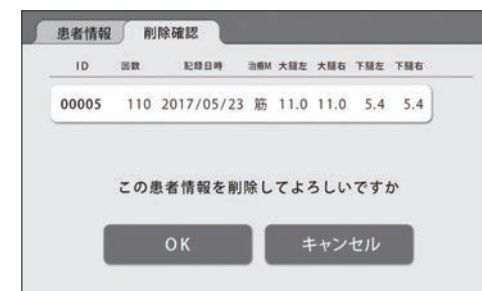 患者情報 削除確認
ID 回数 記録日時 治療M 大腿左 大腿右 下腿左 下腿右
00005 110 2017/05/23 筋 11.0 11.0 5.4 5.4
この患者情報を削除してよろしいですか
OK キャンセル